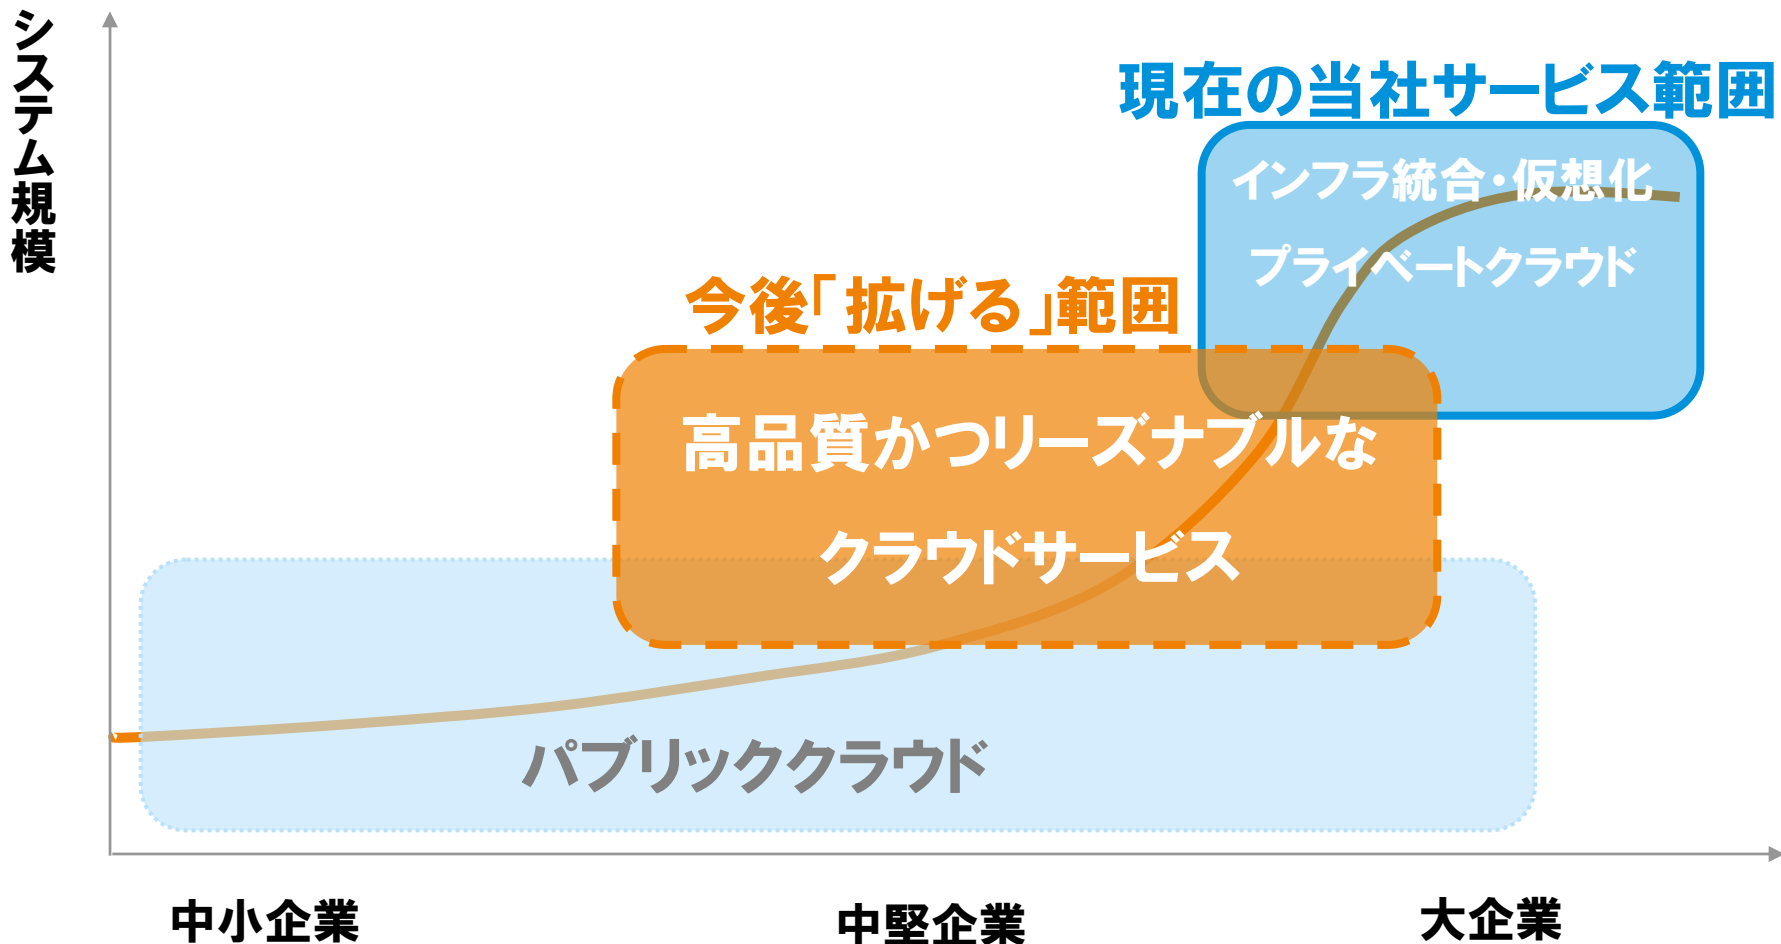 システム規模
現在の当社サービス範囲
インフラ統合・仮想化
プライベートクラウド
今後「拡げる」範囲
高品質かつリーズナブルな
クラウドサービス
パブリッククラウド
中小企業
中堅企業
大企業